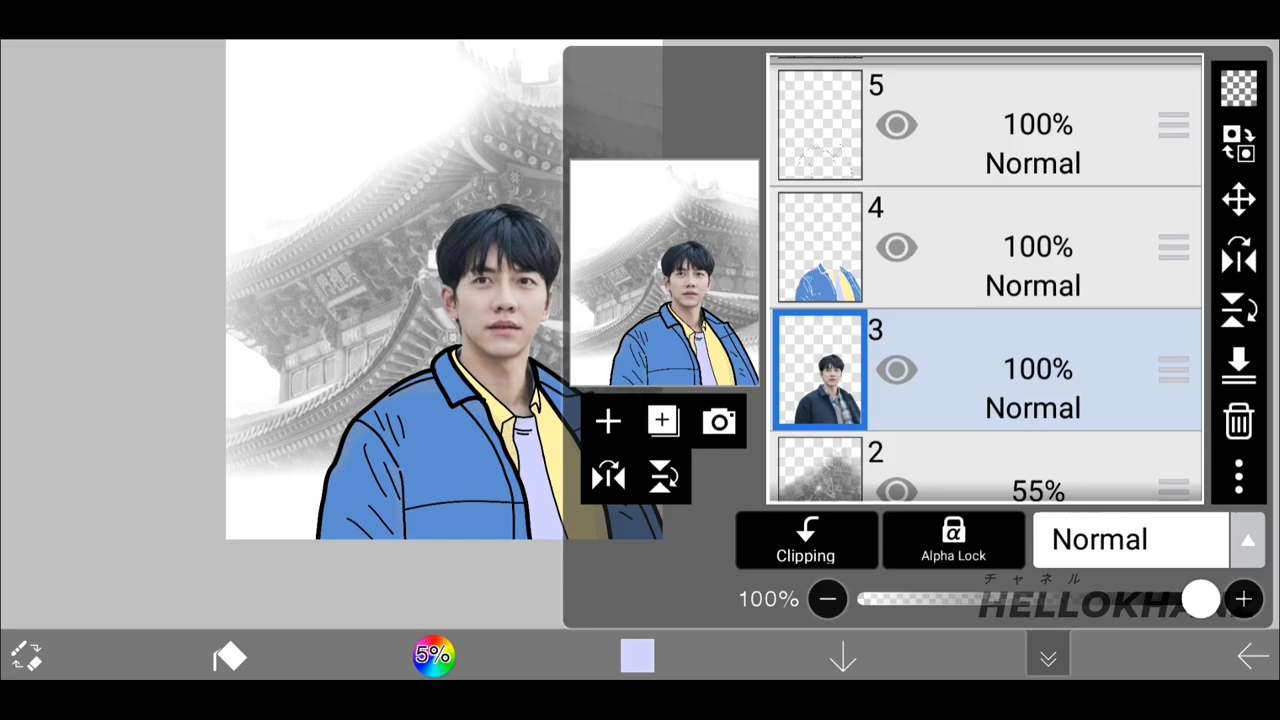 5
100%
Normal
4
100%
Normal
3
100%
Normal
2
55%
Clipping
α
Alpha Lock
Normal
100%
チャネル
5%